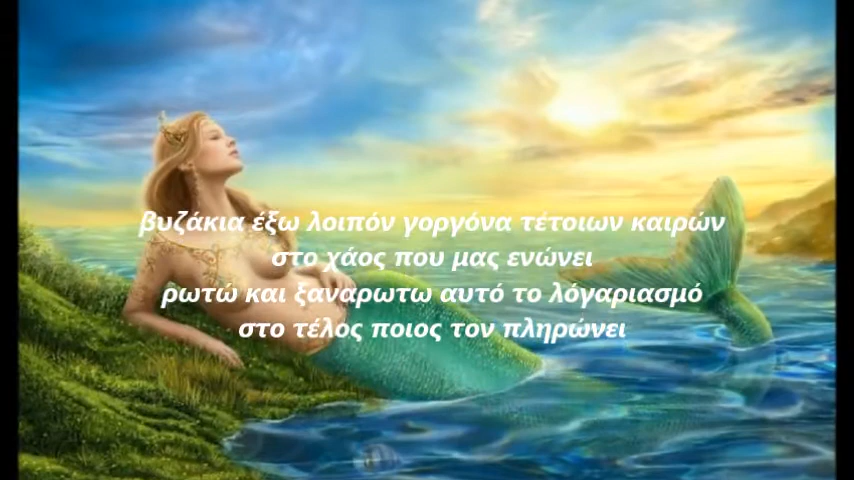 βυζάκια έξω λοιπόν γοργόνα τέτοιων καιρών
στο χάος που μας ενώνει
ρωτώ και ξαναρωτω αυτό το λόγαριασμό
στο τέλος ποιος τον πληρώνει